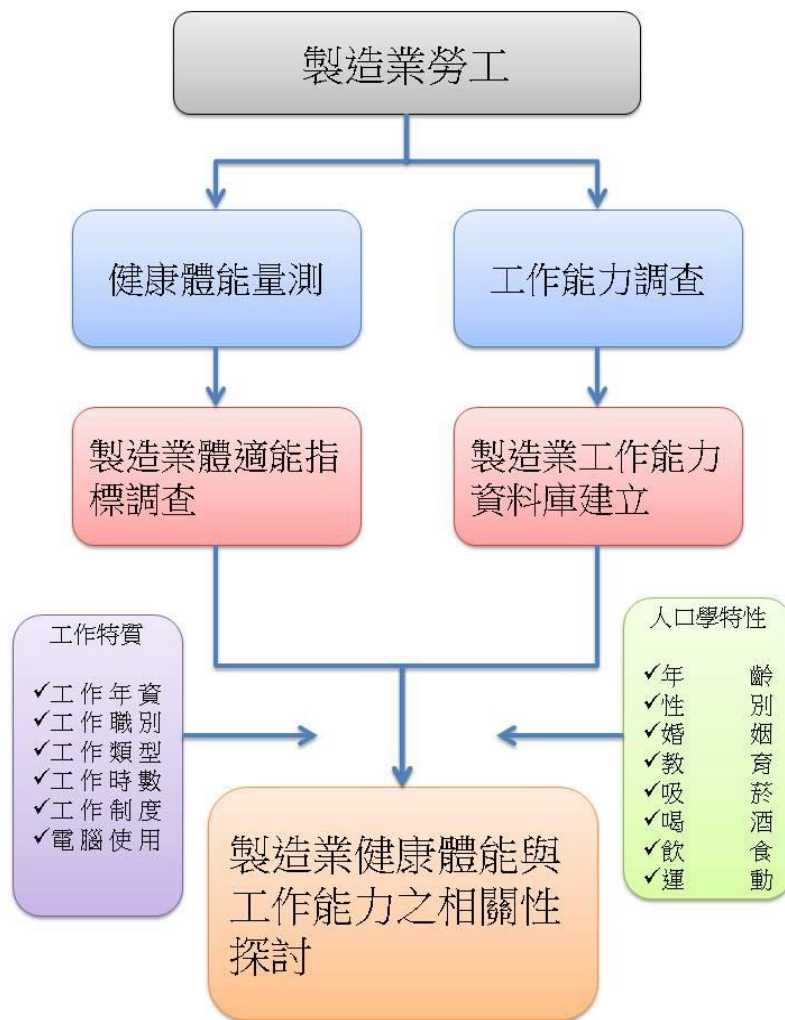 製造業勞工
健康體能量測
工作能力調查
製造業體適能指
標調查
製造業工作能力
資料庫建立
工作特質
✓工作年資
✓工作職別
✓工作類型
✓工作時數
✓工作制度
✓電腦使用
人口學特性
✓年齡
✓性別
✓婚姻
✓教育
✓吸菸
✓喝酒
✓飲食
✓運動
製造業健康體能與
工作能力之相關性
探討